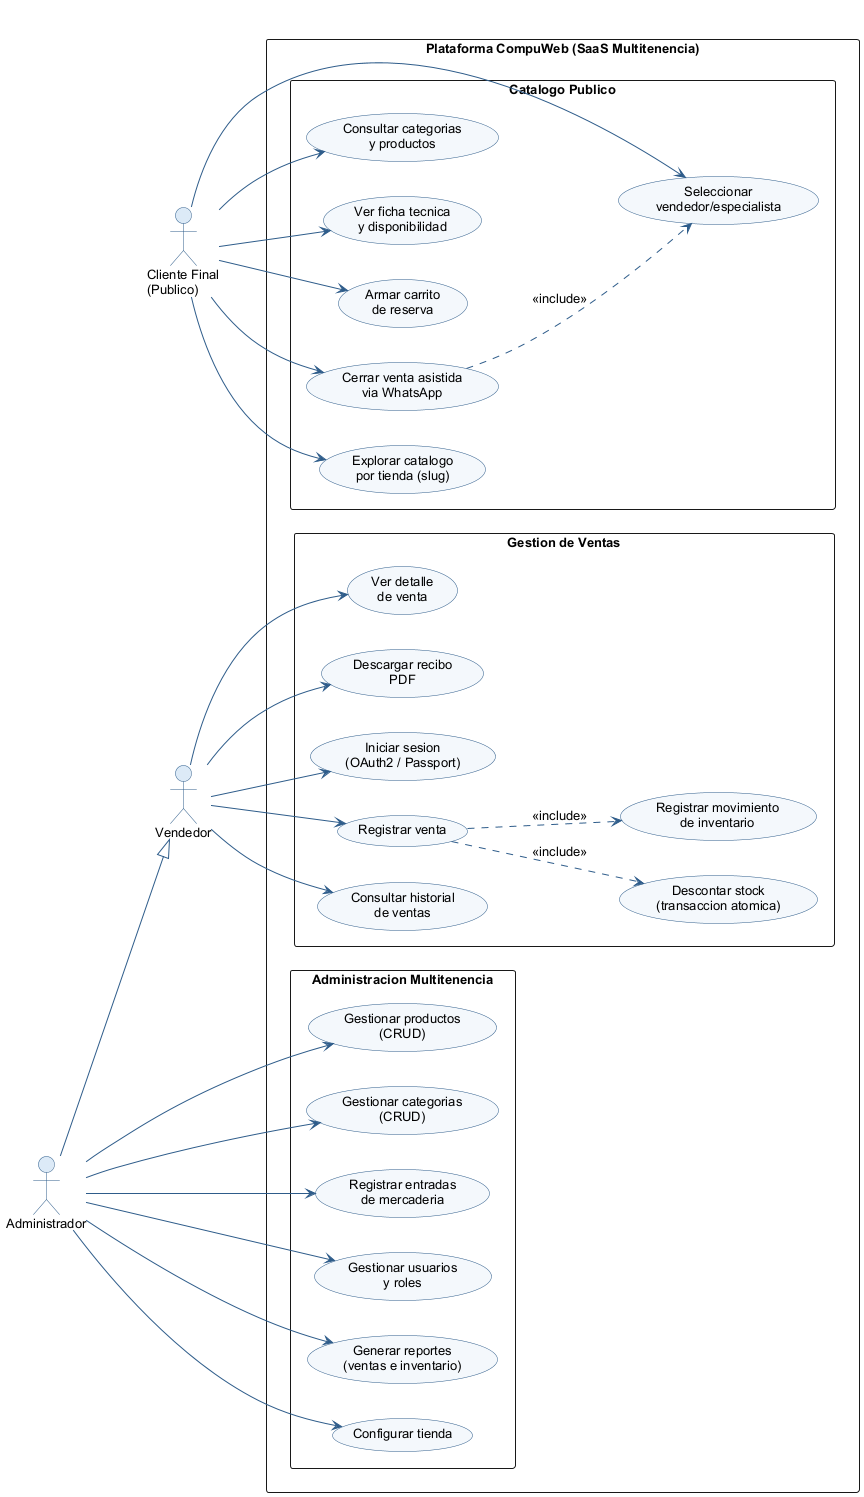 Plataforma CompuWeb (SaaS Multitenencia)
Catalogo Publico
Consultar categorias
y productos
Seleccionar
vendedor/especialista
Ver ficha tecnica
y disponibilidad
Cliente Final
(Publico)
Armar carrito
de reserva
«include»
Cerrar venta asistida
via WhatsApp
Explorar catalogo
por tienda (slug)
Gestion de Ventas
Ver detalle
de venta
Descargar recibo
PDF
Iniciar sesion
(OAuth2 / Passport)
Vendedor
Registrar venta
«include»
Registrar movimiento
de inventario
«include»
Descontar stock
(transaccion atomica)
Consultar historial
de ventas
Administracion Multitenencia
Gestionar productos
(CRUD)
Gestionar categorias
(CRUD)
Registrar entradas
de mercaderia
Administrador
Gestionar usuarios
y roles
Generar reportes
(ventas e inventario)
Configurar tienda